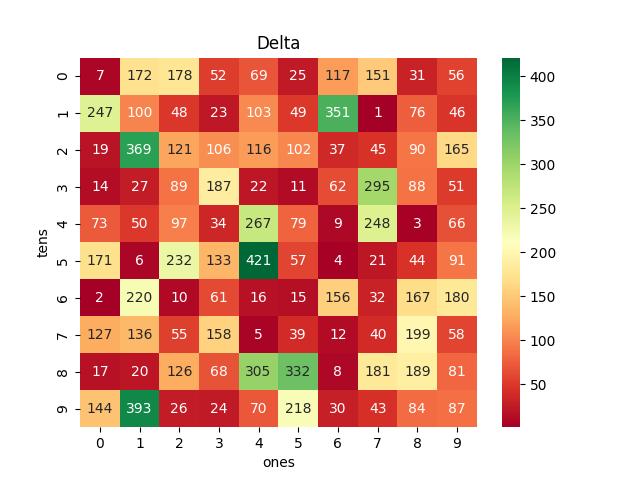 Delta
0 7 172 178 52 69 25 117 151 31 56 400
1 247 100 48 23 103 49 351 1 76 46 350
2 19 369 121 106 116 102 37 45 90 165 300
3 14 27 89 187 22 11 62 295 88 51
4 73 50 97 34 267 79 9 248 3 66 250
tens
5 171 6 232 133 421 57 4 21 44 91 200
6 2 220 10 61 16 15 156 32 167 180 150
7 127 136 55 158 5 39 12 40 199 58 100
8 17 20 126 68 305 332 8 181 189 81 50
9 144 393 26 24 70 218 30 43 84 87
0 1 2 3 4 5 6 7 8 9
ones